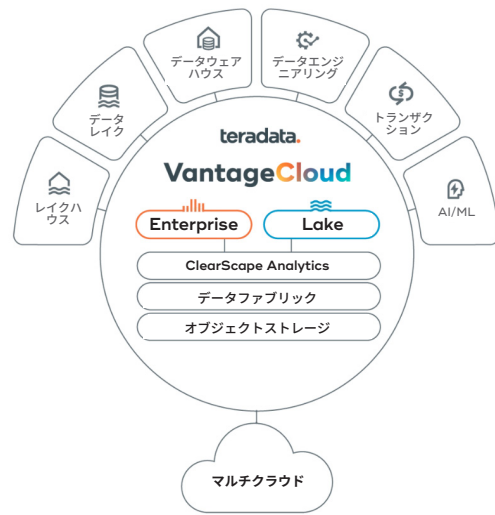 データウェア
ハウス
データエンジ
ニアリング
データ
レイク
トランザク
ション
レイクハ
ウス
AI/ML
teradata.
VantageCloud
Enterprise
Lake
ClearScape Analytics
データファブリック
オブジェクトストレージ
マルチクラウド